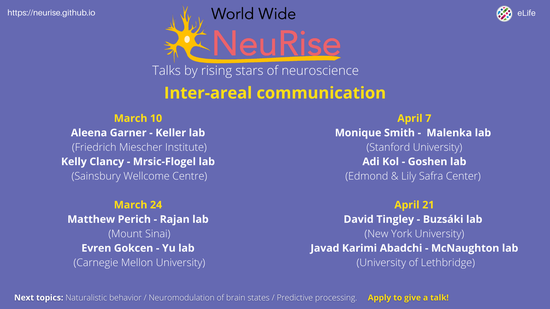 https://neurise.github.io
World Wide
eLife
NeuRise
Talks by rising stars of neuroscience
Inter-areal communication
March 10
Aleena Garner - Keller lab
(Friedrich Miescher Institute)
Kelly Clancy - Mrsic-Flogel lab
(Sainsbury Wellcome Centre)
March 24
Matthew Perich - Rajan lab
(Mount Sinai)
Evren Gokcen - Yu lab
(Carnegie Mellon University)
April 7
Monique Smith - Malenka lab
(Stanford University)
Adi Kol - Goshen lab
(Edmond & Lily Safra Center)
April 21
David Tingley - Buzsáki lab
(New York University)
Javad Karimi Abadchi - McNaughton lab
(University of Lethbridge)
Next topics: Naturalistic behavior / Neuromodulation of brain states / Predictive processing. Apply to give a talk!